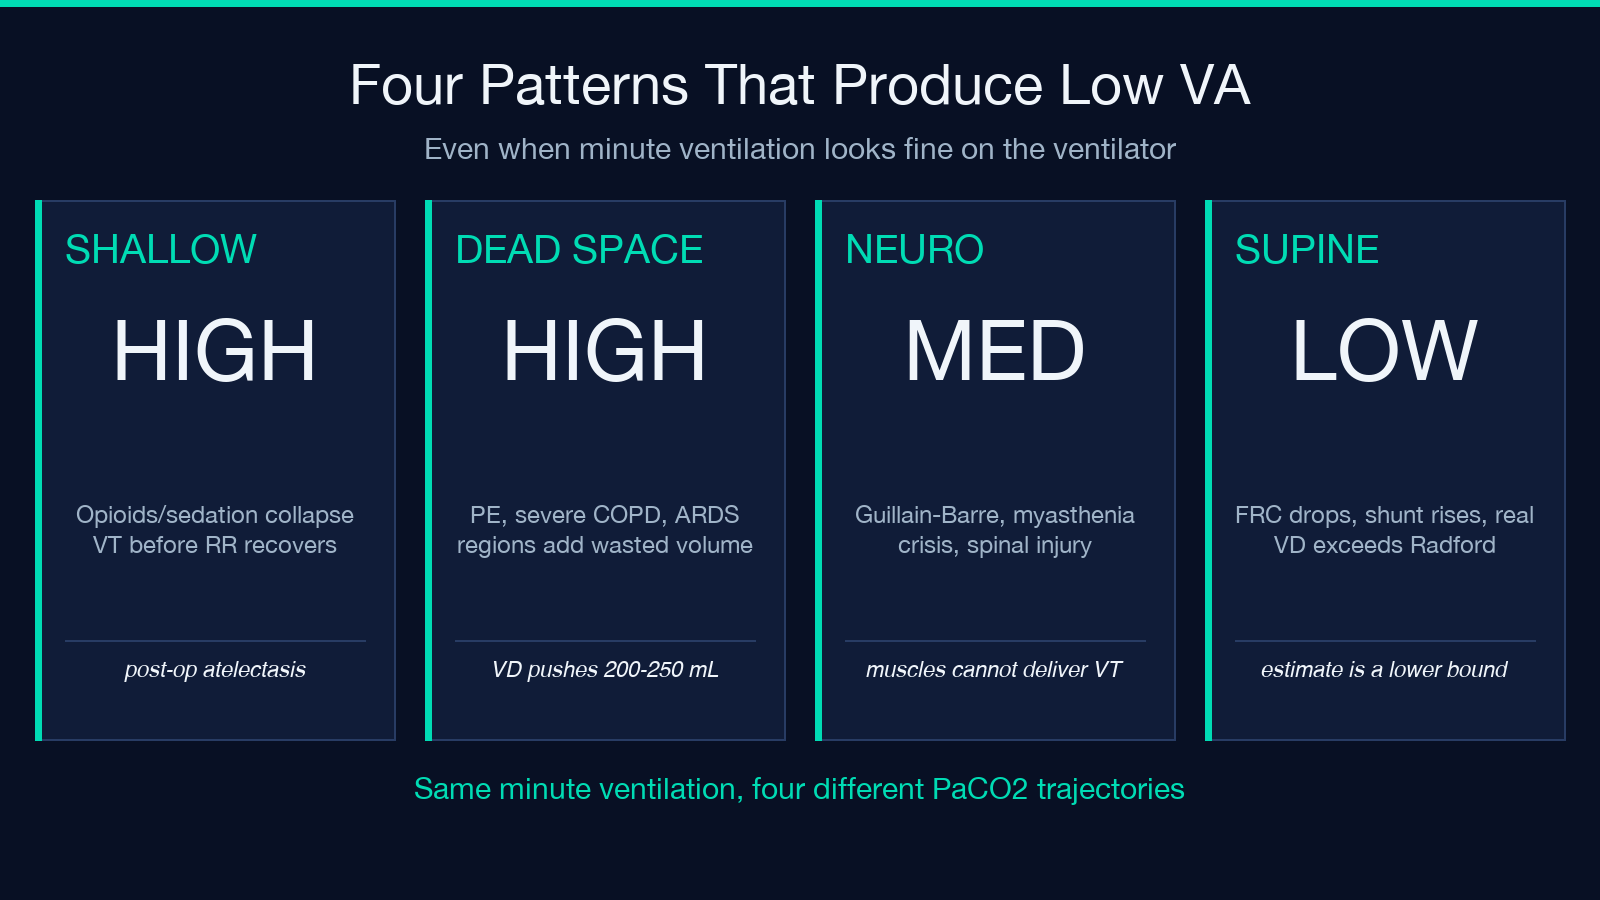 Four Patterns That Produce Low VA
Even when minute ventilation looks fine on the ventilator
SHALLOW
HIGH
Opioids/sedation collapse
VT before RR recovers
post-op atelectasis
DEAD SPACE
HIGH
PE, severe COPD, ARDS
regions add wasted volume
VD pushes 200-250 mL
NEURO
MED
Guillain-Barre, myasthenia
crisis, spinal injury
muscles cannot deliver VT
SUPINE
LOW
FRC drops, shunt rises, real
VD exceeds Radford
estimate is a lower bound
Same minute ventilation, four different PaCO2 trajectories